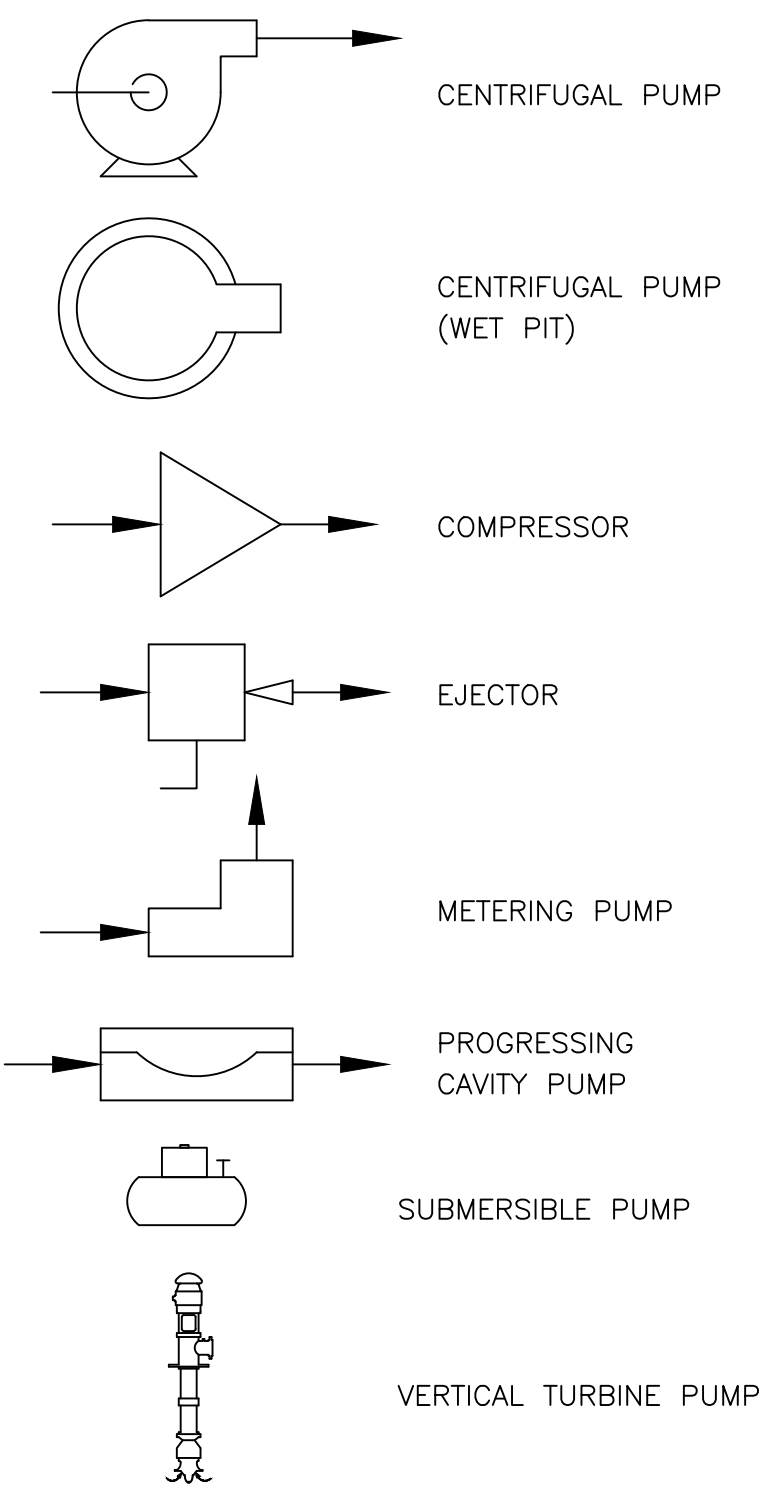 CENTRIFUGAL PUMP
CENTRIFUGAL PUMP
(WET PIT)
COMPRESSOR
EJECTOR
METERING PUMP
PROGRESSING
CAVITY PUMP
SUBMERSIBLE PUMP
VERTICAL TURBINE PUMP